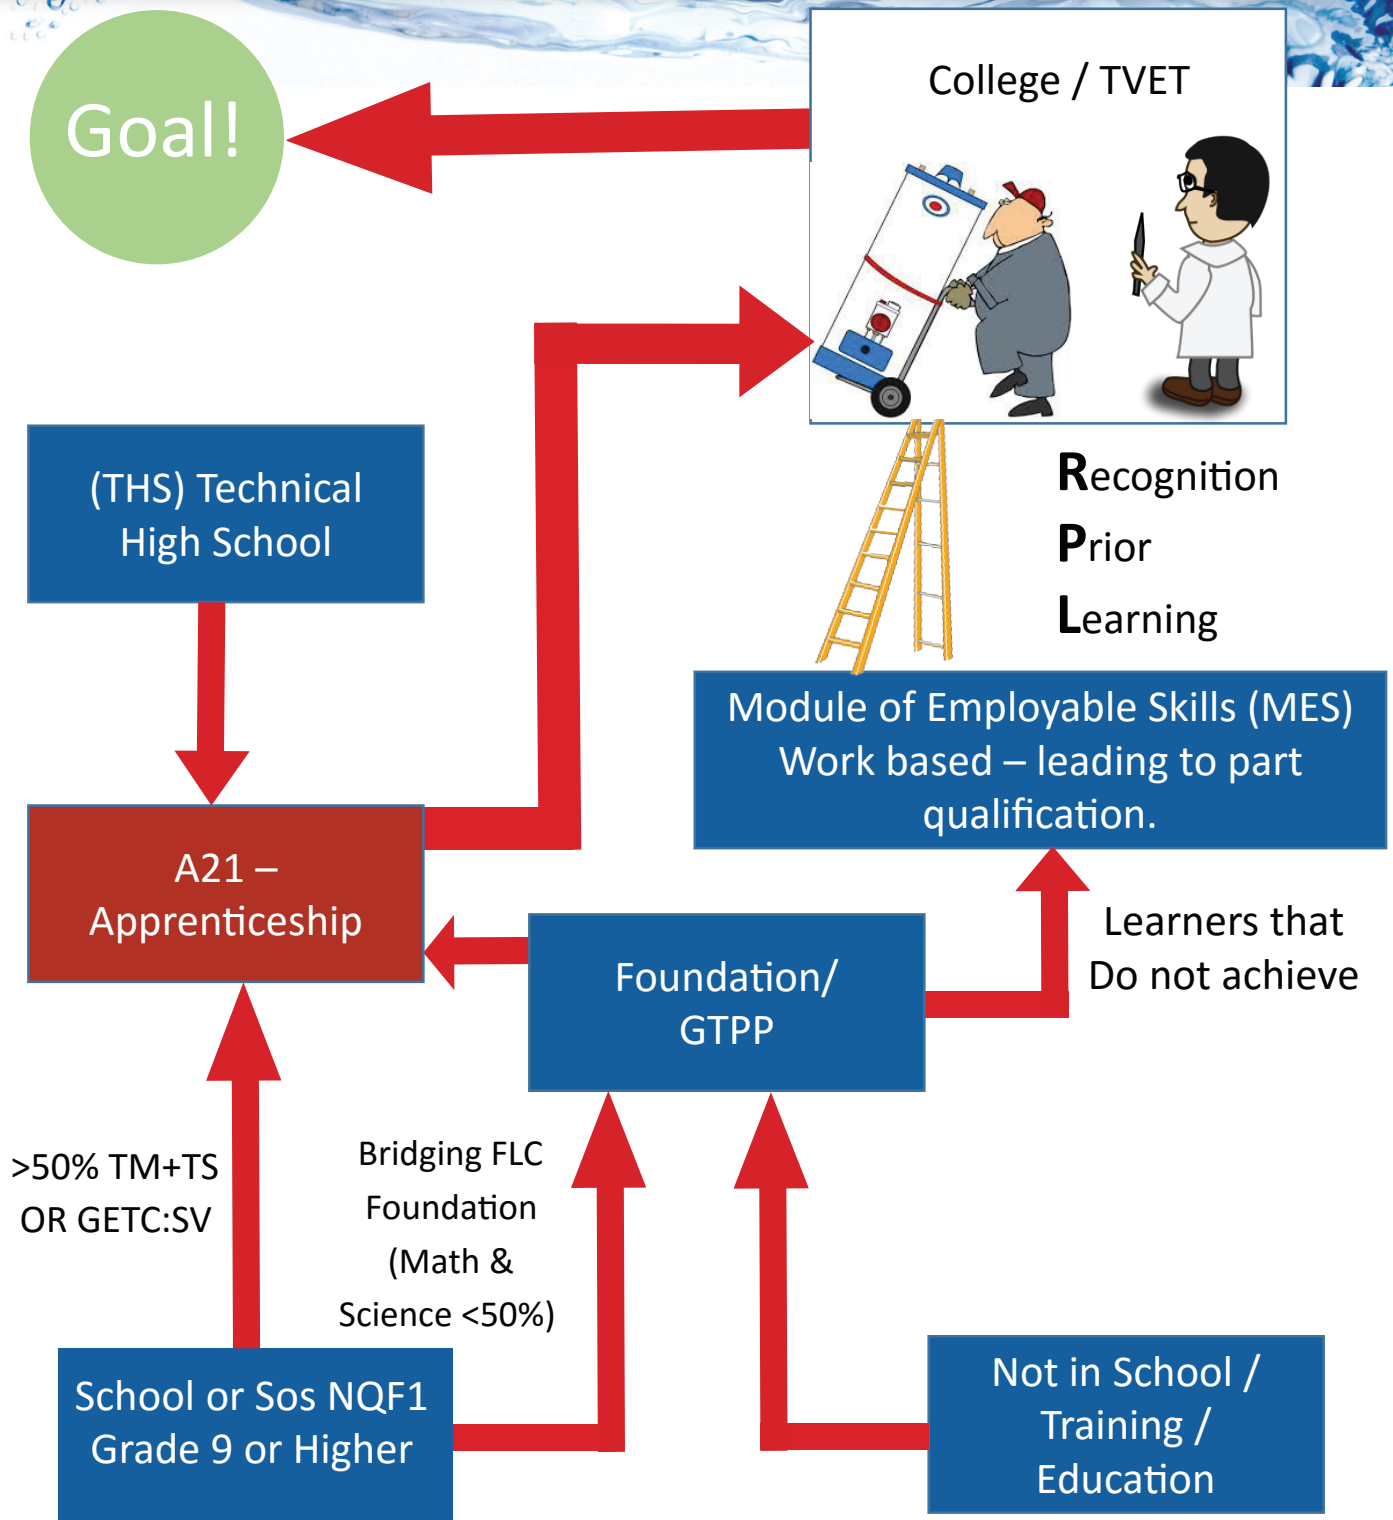 Goal!
College / TVET
(THS) Technical
High School
Recognition
Prior
Learning
Module of Employable Skills (MES)
Work based – leading to part
qualification.
A21 –
Apprenticeship
Foundation/
GTPP
Learners that
Do not achieve
>50% TM+TS
OR GETC:SV
Bridging FLC
Foundation
(Math &
Science <50%)
School or Sos NQF1
Grade 9 or Higher
Not in School /
Training /
Education